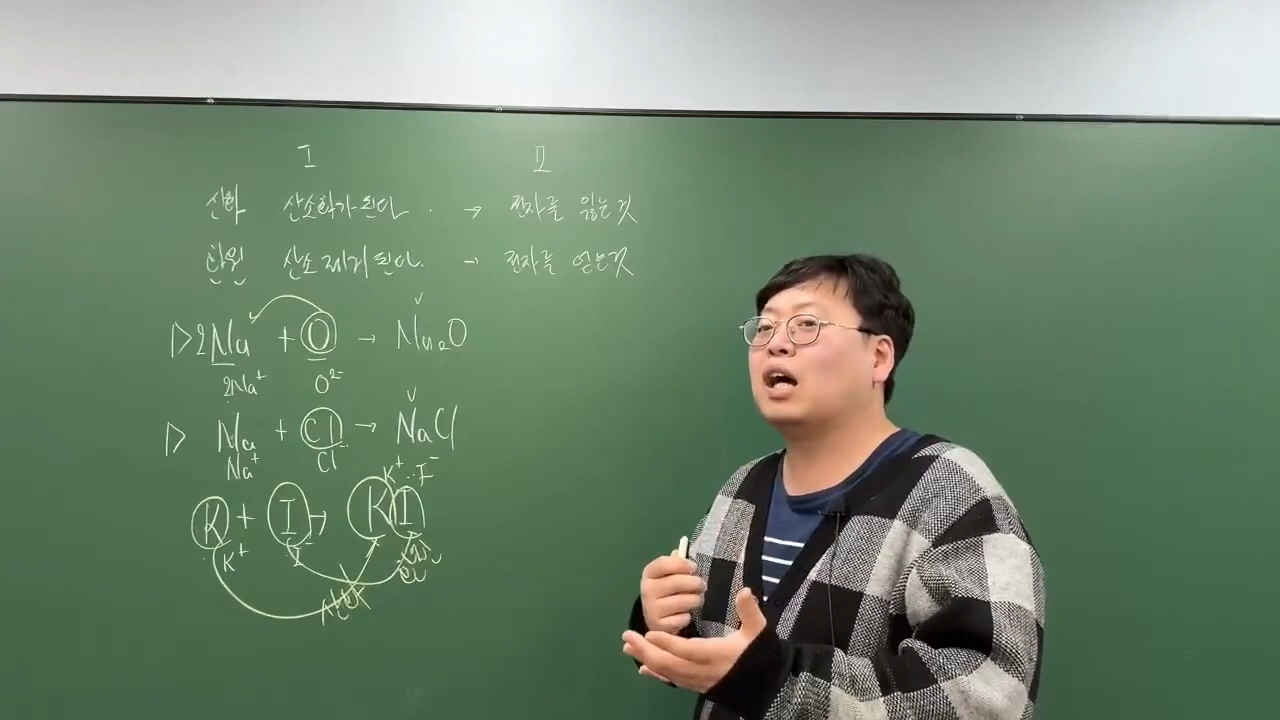 I II
산화 산소화가 된다. → 전자를 잃는것
환원 산소 제거 된다. → 전자를 얻는것
▷ 2Na + O → Na₂O
2Na⁺ O²⁻
▷ Na + Cl → NaCl
Na⁺ Cl
K⁺ I⁻
K + I → KI
K⁺ I⁻
산화